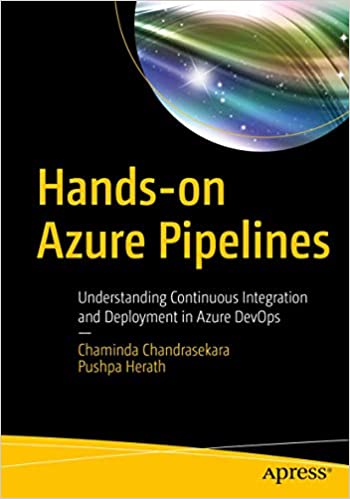 Hands-on
Azure Pipelines
Understanding Continuous Integration
and Deployment in Azure DevOps
—
Chaminda Chandrasekara
Pushpa Herath
Apress®